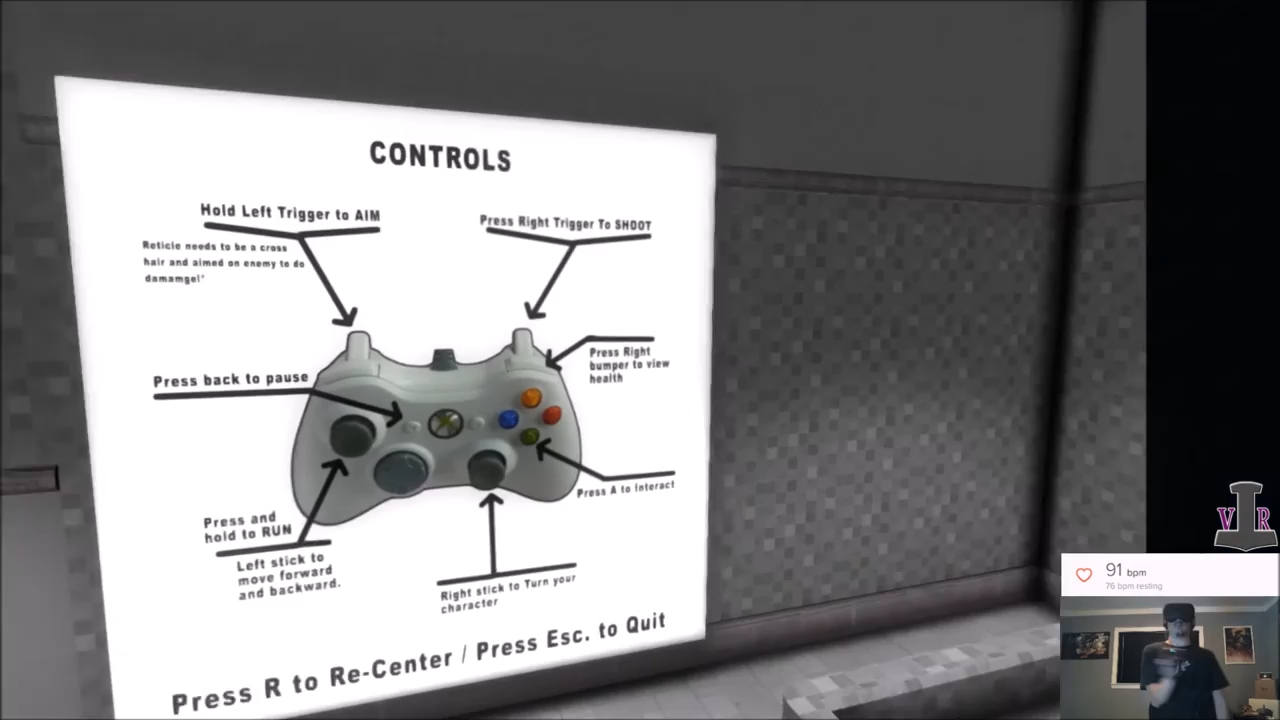 CONTROLS
Hold Left Trigger to AIM
Press Right Trigger To SHOOT
Reticle needs to be a cross
hair and aimed on enemy to do
damamge!"
Press Right
bumper to view
health
Press back to pause
Press A to Interact
Press and
hold to RUN
Left stick to
move forward
and backward.
Right stick to Turn your
character
Press R to Re-Center / Press Esc. to Quit
V R
91 bpm
76 bpm resting